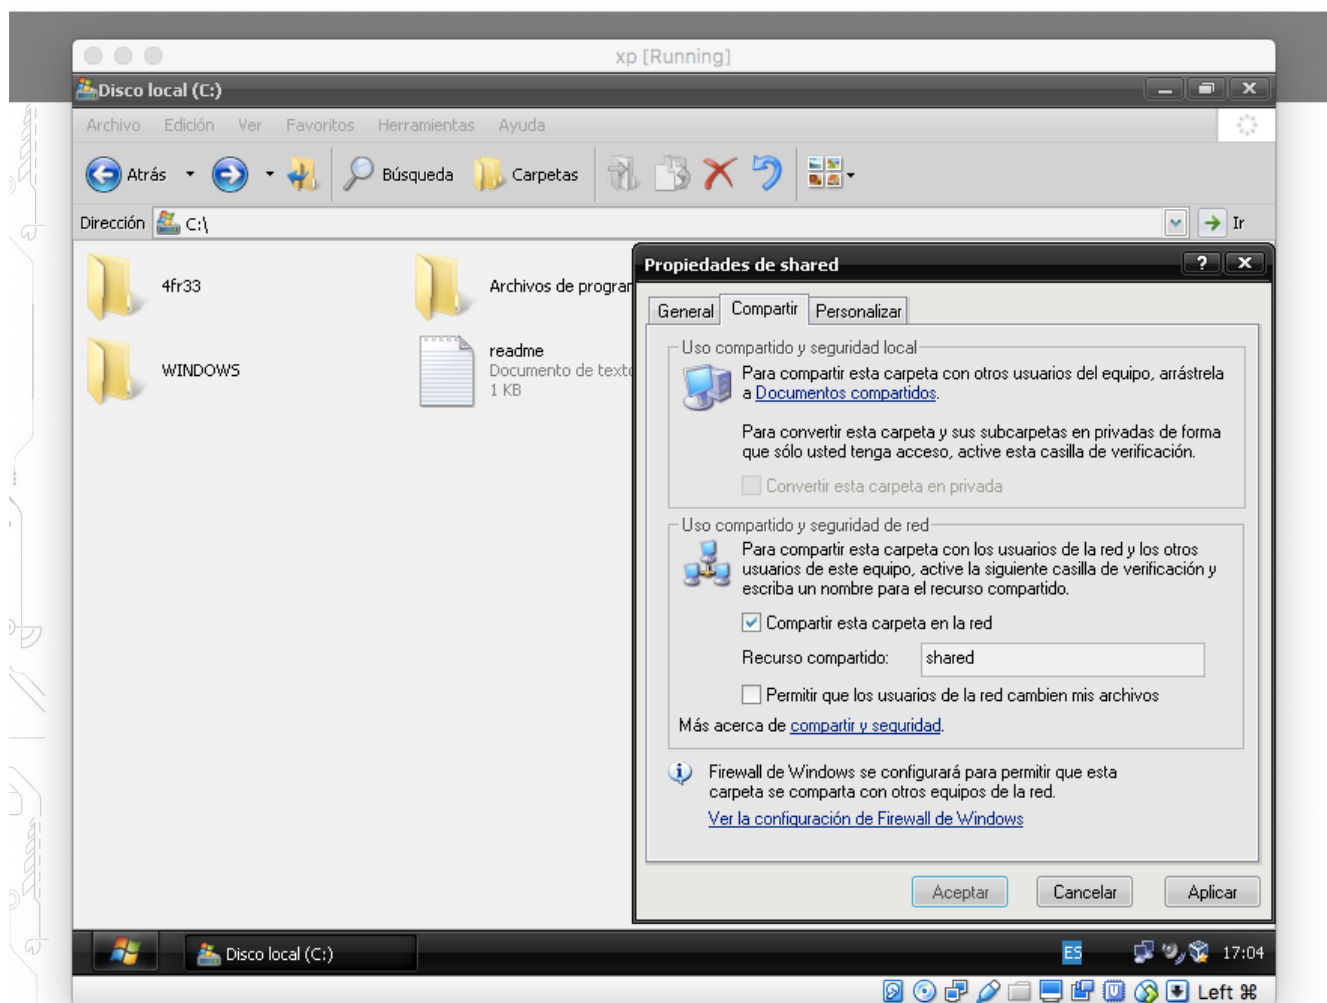 xp [Running]
Disco local (C:)
Archivo Edición Ver Favoritos Herramientas Ayuda
Atrás Búsqueda Carpetas
Dirección C:\ Ir
4fr33
Archivos de program
WINDOWS
readme
Documento de texto
1 KB
Propiedades de shared
General Compartir Personalizar
Uso compartido y seguridad local
Para compartir esta carpeta con otros usuarios del equipo, arrástrela
a Documentos compartidos.
Para convertir esta carpeta y sus subcarpetas en privadas de forma
que sólo usted tenga acceso, active esta casilla de verificación.
Convertir esta carpeta en privada
Uso compartido y seguridad de red
Para compartir esta carpeta con los usuarios de la red y los otros
usuarios de este equipo, active la siguiente casilla de verificación y
escriba un nombre para el recurso compartido.
Compartir esta carpeta en la red
Recurso compartido: shared
Permitir que los usuarios de la red cambien mis archivos
Más acerca de compartir y seguridad.
Firewall de Windows se configurará para permitir que esta
carpeta se comparta con otros equipos de la red.
Ver la configuración de Firewall de Windows
Aceptar Cancelar Aplicar
Disco local (C:) ES 17:04
Left ⌘